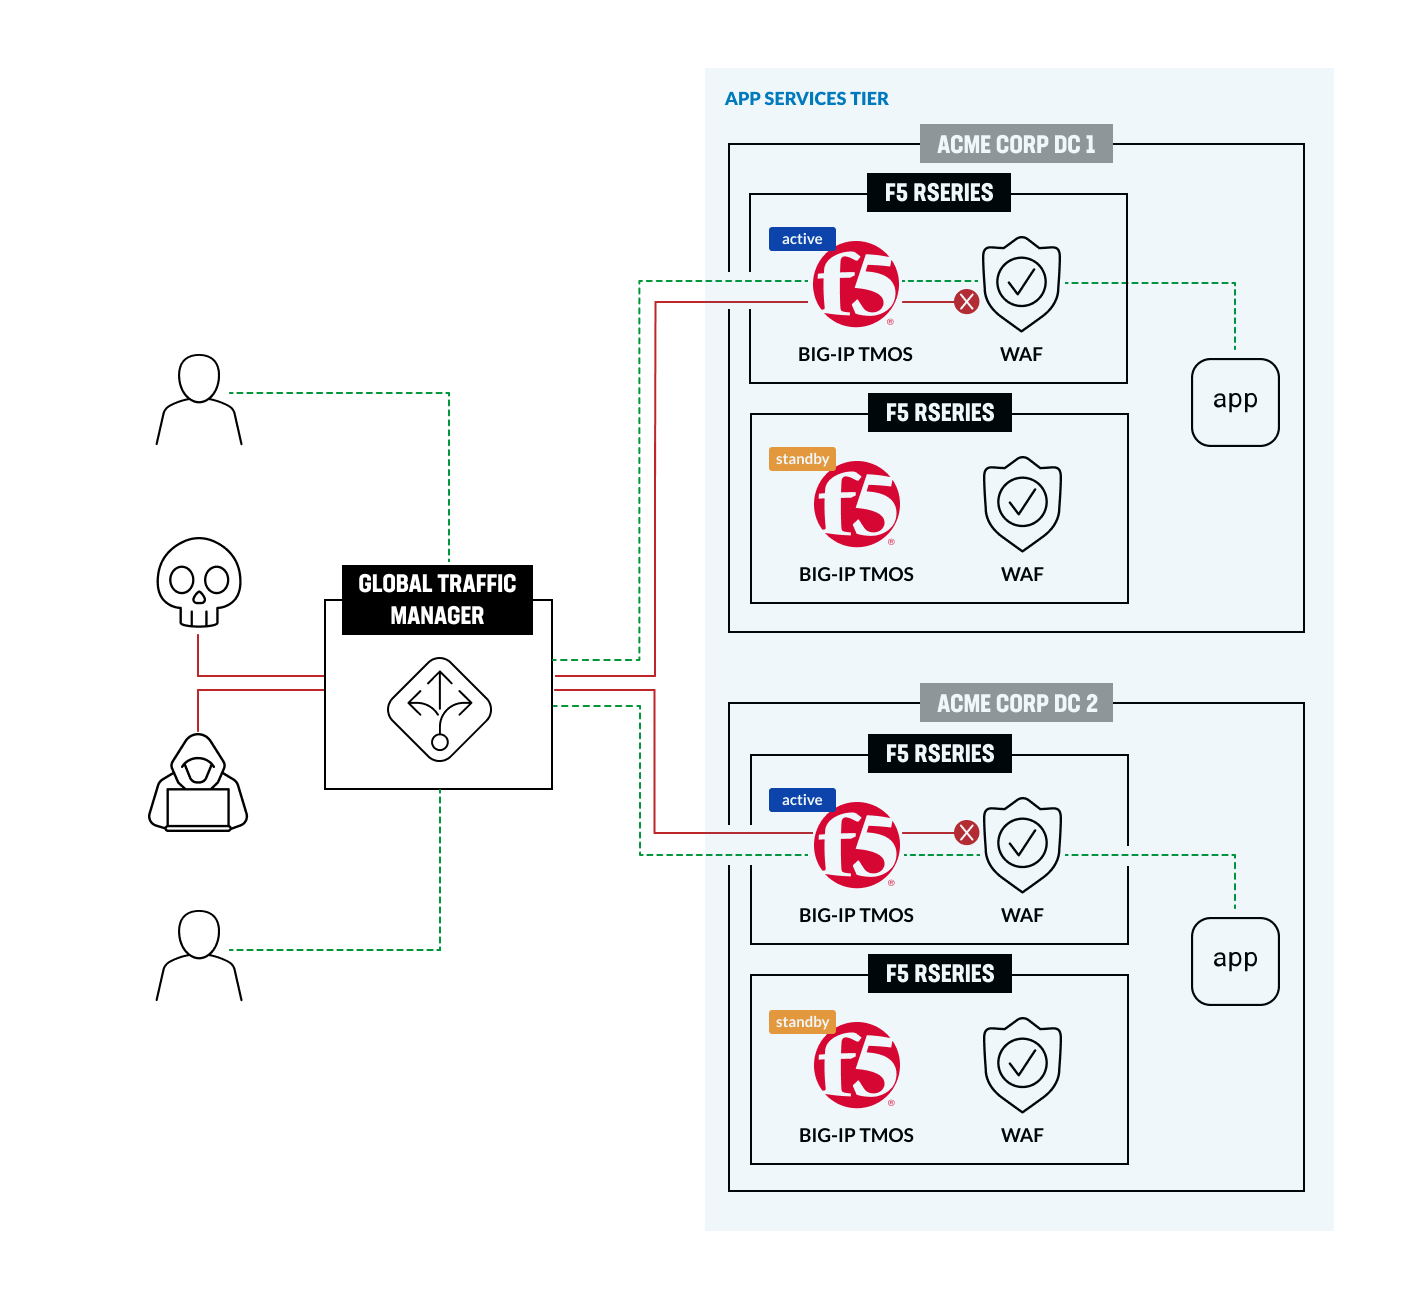 APP SERVICES TIER
ACME CORP DC 1
F5 RSERIES
active
f5
®
BIG-IP TMOS
WAF
F5 RSERIES
standby
f5
®
BIG-IP TMOS
WAF
app
GLOBAL TRAFFIC
MANAGER
ACME CORP DC 2
F5 RSERIES
active
f5
®
BIG-IP TMOS
WAF
F5 RSERIES
standby
f5
®
BIG-IP TMOS
WAF
app